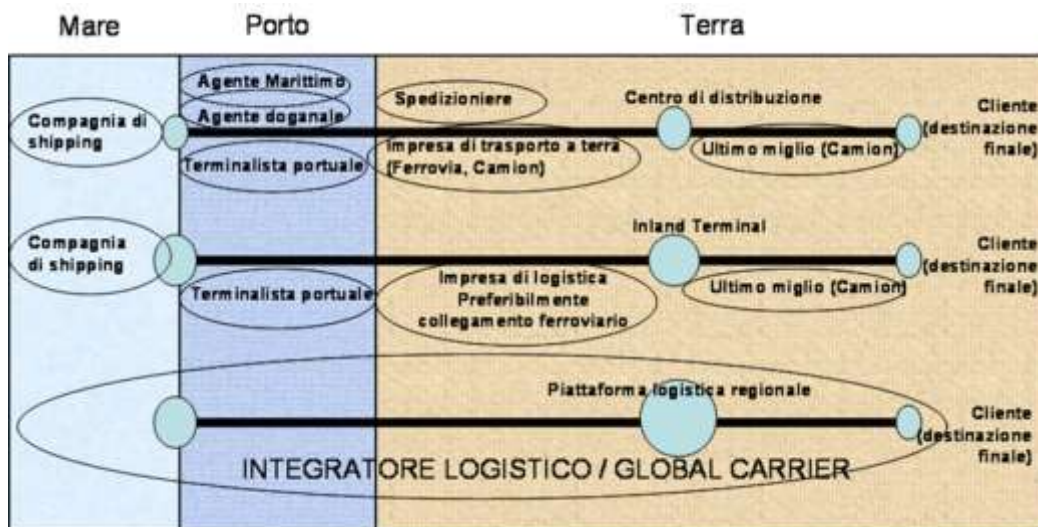 Mare
Porto
Terra
Agente Marittimo
Agente doganale
Spedizioniere
Centro di distribuzione
Cliente
(destinazione
finale)
Compagnia di
shipping
Terminalista portuale
Impresa di trasporto a terra
(Ferrovia, Camion)
Ultimo miglio (Camion)
Compagnia
di shipping
Inland Terminal
Cliente
(destinazione
finale)
Terminalista portuale
Impresa di logistica
Preferibilmente
collegamento ferroviario
Ultimo miglio (Camion)
Piattaforma logistica regionale
Cliente
(destinazione
finale)
INTEGRATORE LOGISTICO / GLOBAL CARRIER